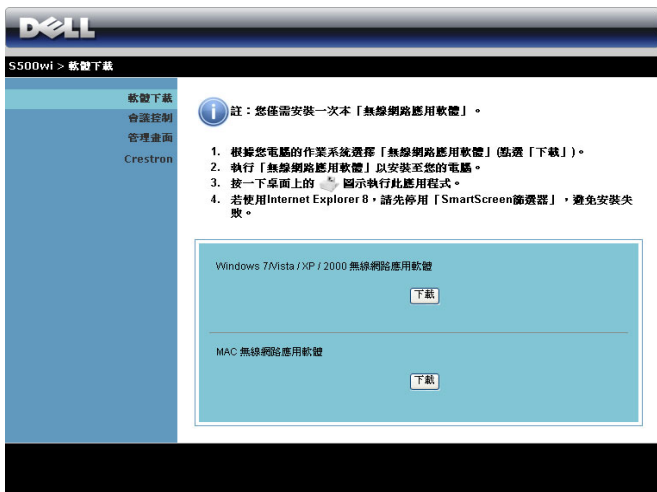 DELL
S500wi > 軟體下載
軟體下載
會議控制
管理畫面
Crestron
註：您僅需安裝一次本「無線網路應用軟體」。
1. 根據您電腦的作業系統選擇「無線網路應用軟體」(點選「下載」)。
2. 執行「無線網路應用軟體」以安裝至您的電腦。
3. 按一下桌面上的 圖示執行此應用程式。
4. 若使用Internet Explorer 8，請先停用「SmartScreen篩選器」，避免安裝失
敗。
Windows 7/Vista / XP / 2000 無線網路應用軟體
下載
MAC 無線網路應用軟體
下載